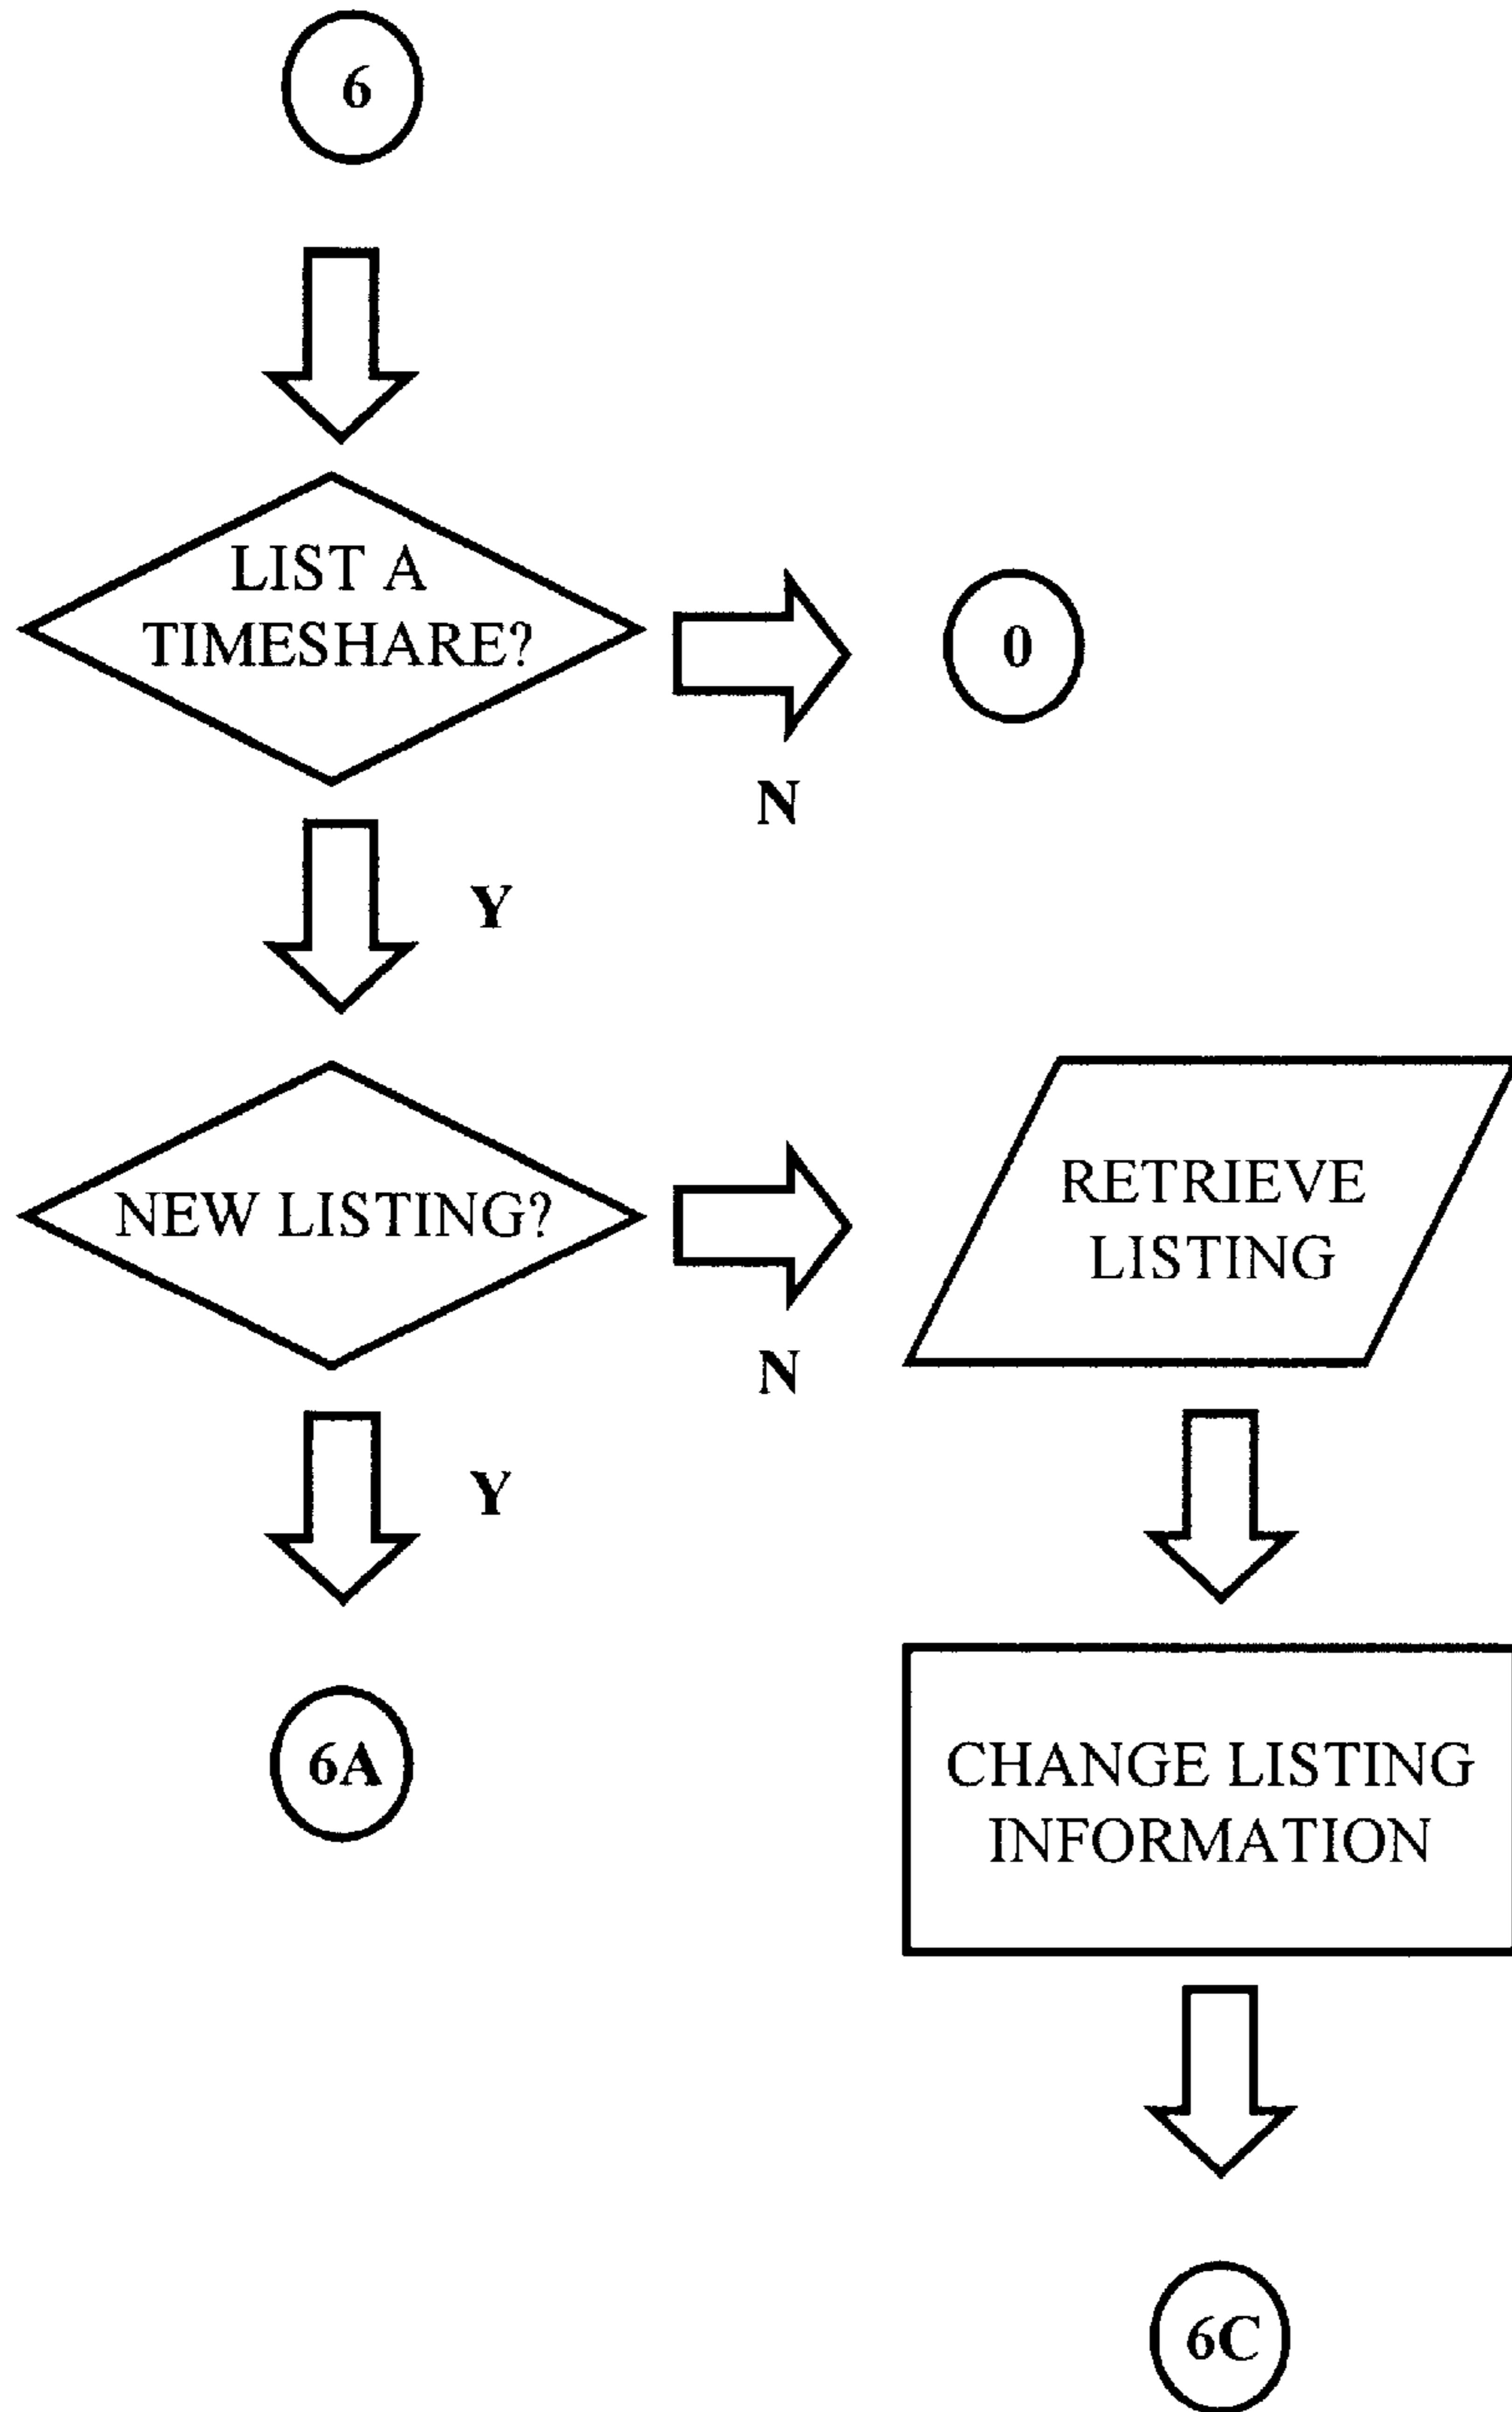 6
LIST A
TIMESHARE?
0
N
Y
NEW LISTING?
RETRIEVE
LISTING
N
Y
6A
CHANGE LISTING
INFORMATION
6C